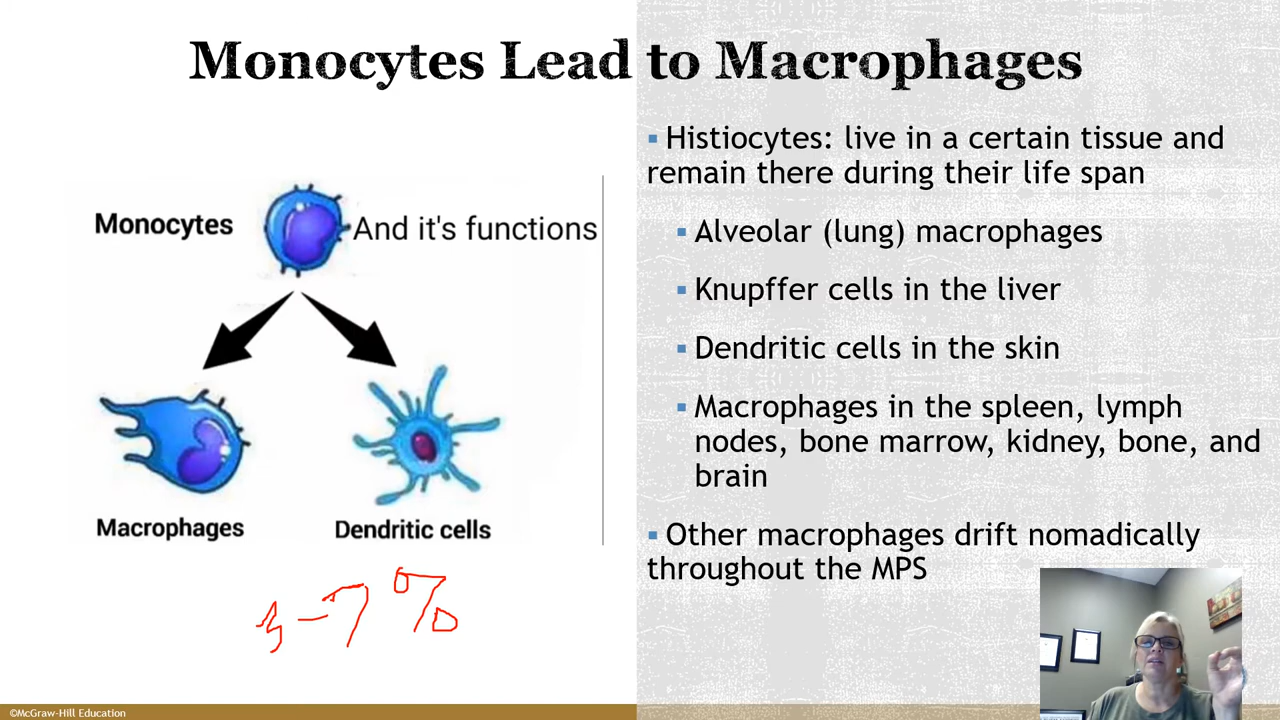 Monocytes Lead to Macrophages
Monocytes
And it's functions
Macrophages
Dendritic cells
3-7%
▪ Histiocytes: live in a certain tissue and
remain there during their life span
▪ Alveolar (lung) macrophages
▪ Knupffer cells in the liver
▪ Dendritic cells in the skin
▪ Macrophages in the spleen, lymph
nodes, bone marrow, kidney, bone, and
brain
▪ Other macrophages drift nomadically
throughout the MPS
©McGraw-Hill Education